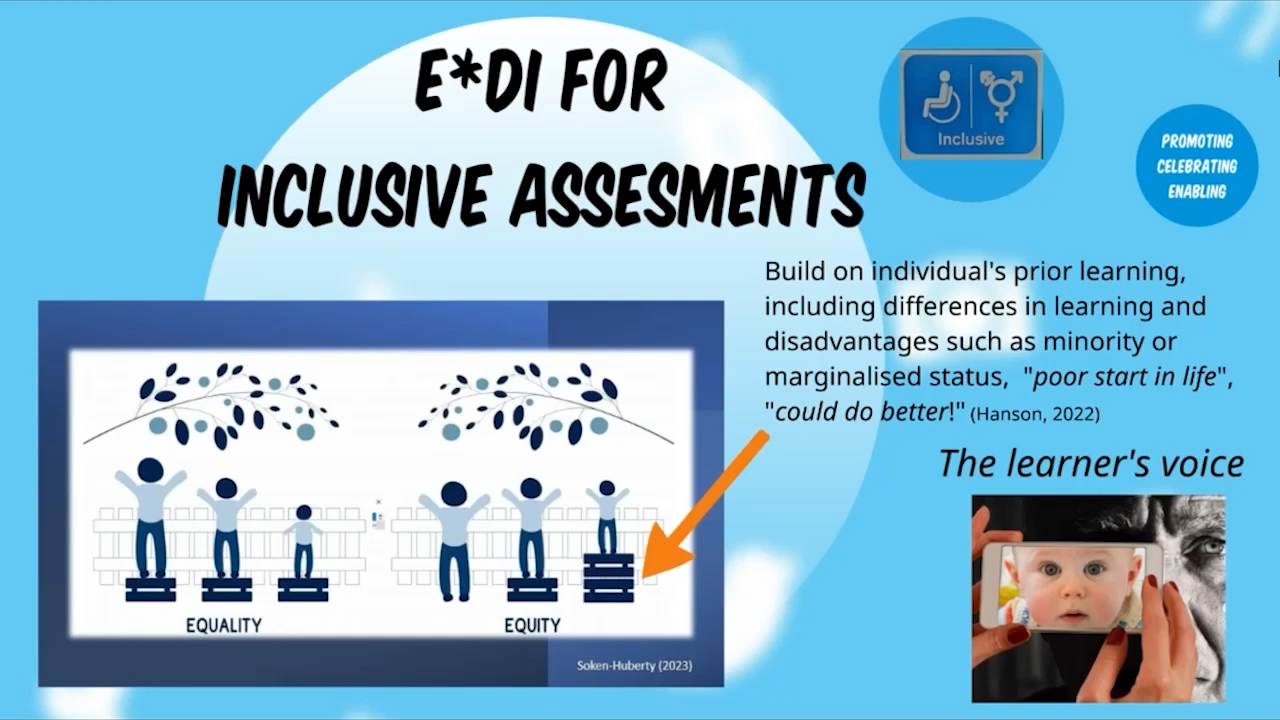 E*DI FOR
INCLUSIVE ASSESMENTS
Inclusive
PROMOTING
CELEBRATING
ENABLING
Build on individual's prior learning,
including differences in learning and
disadvantages such as minority or
marginalised status, "poor start in life",
"could do better!" (Hanson, 2022)
The learner's voice
EQUALITY
EQUITY
Soken-Huberty (2023)